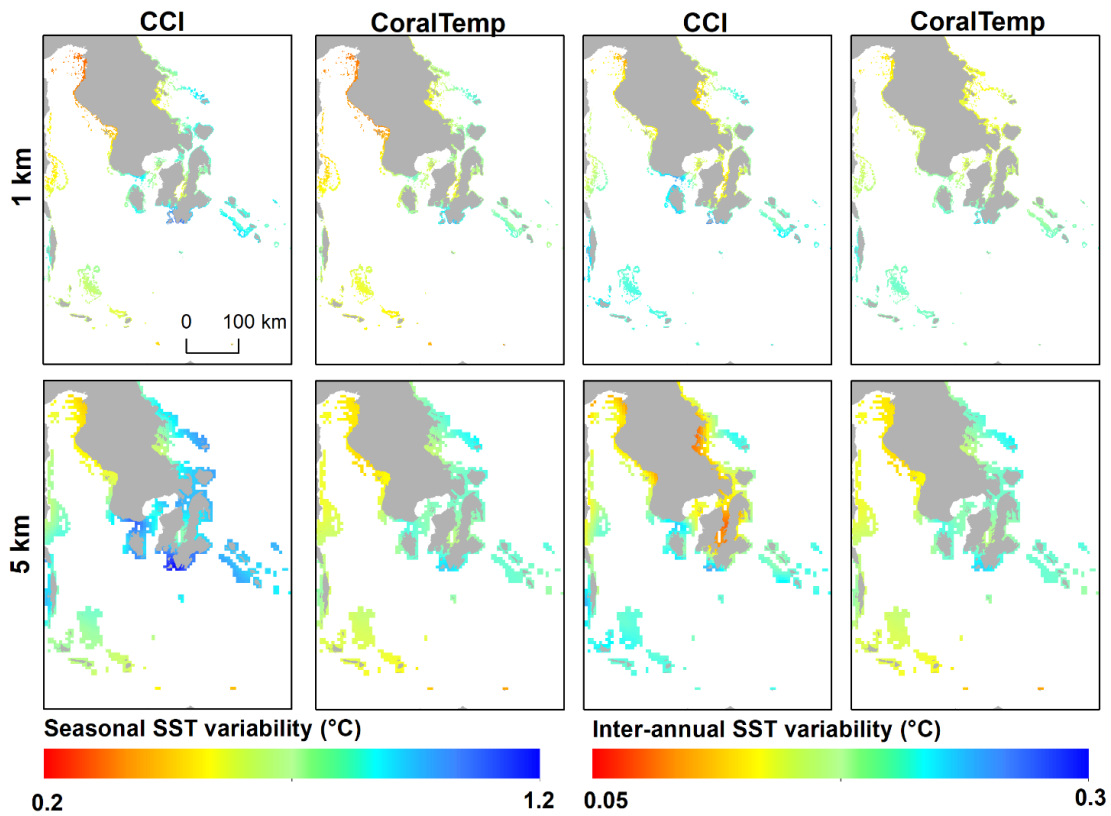 CCI CoralTemp CCI CoralTemp
1 km
0 100 km
5 km
Seasonal SST variability (°C) Inter-annual SST variability (°C)
0.2 1.2 0.05 0.3